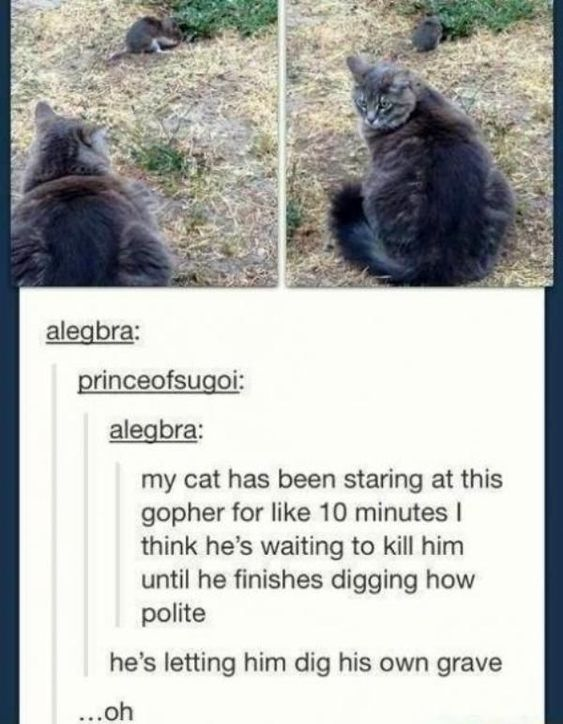 alegbra:
princeofsugoi:
alegbra:
my cat has been staring at this
gopher for like 10 minutes I
think he's waiting to kill him
until he finishes digging how
polite
he's letting him dig his own grave
...oh